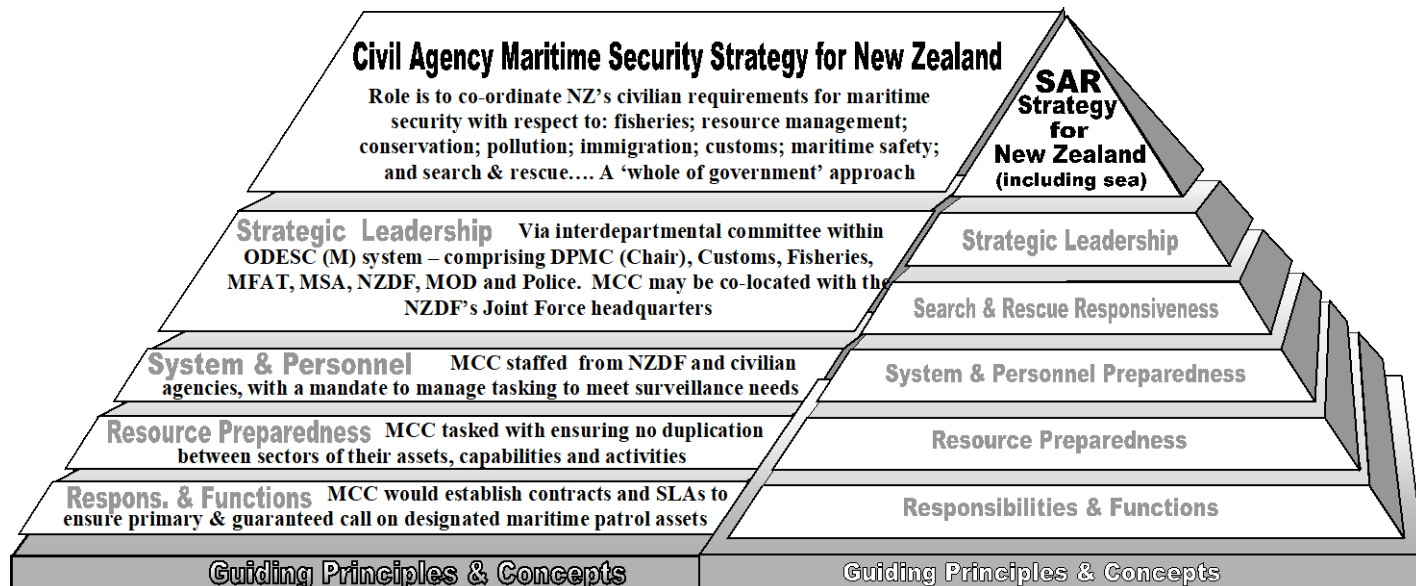 Civil Agency Maritime Security Strategy for New Zealand
Role is to co-ordinate NZ's civilian requirements for maritime
security with respect to: fisheries; resource management;
conservation; pollution; immigration; customs; maritime safety;
and search & rescue…. A 'whole of government' approach
Strategic Leadership Via interdepartmental committee within
ODESC (M) system – comprising DPMC (Chair), Customs, Fisheries,
MFAT, MSA, NZDF, MOD and Police. MCC may be co-located with the
NZDF's Joint Force headquarters
System & Personnel MCC staffed from NZDF and civilian
agencies, with a mandate to manage tasking to meet surveillance needs
Resource Preparedness MCC tasked with ensuring no duplication
between sectors of their assets, capabilities and activities
Respons. & Functions MCC would establish contracts and SLAs to
ensure primary & guaranteed call on designated maritime patrol assets
Guiding Principles & Concepts
SAR
Strategy
for
New Zealand
(including sea)
Strategic Leadership
Search & Rescue Responsiveness
System & Personnel Preparedness
Resource Preparedness
Responsibilities & Functions
Guiding Principles & Concepts